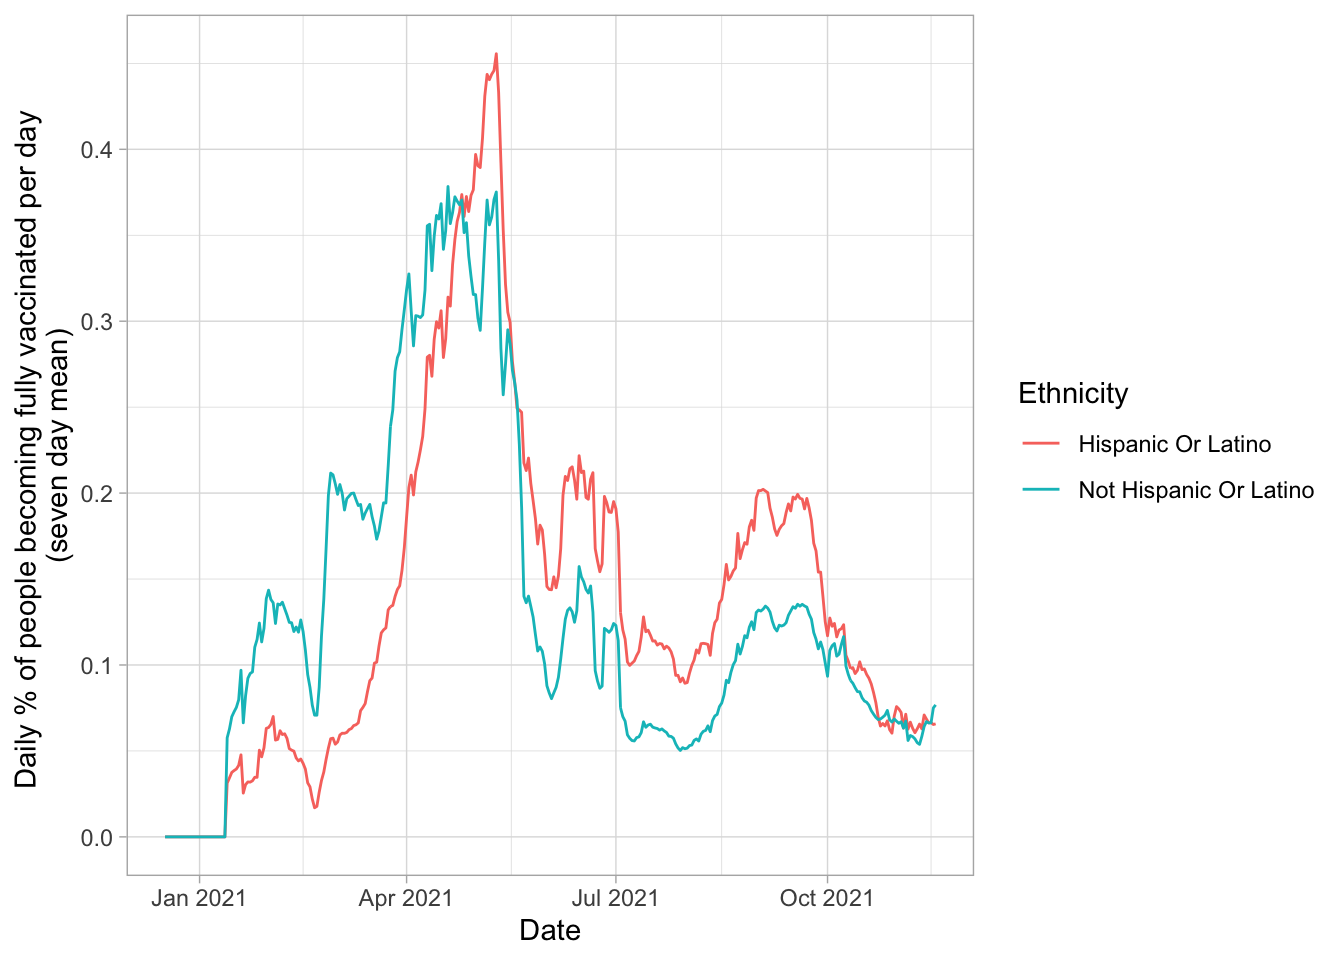 Daily % of people becoming fully vaccinated per day
(seven day mean)
0.4
0.3
0.2
0.1
0.0
Jan 2021
Apr 2021
Jul 2021
Oct 2021
Date
Ethnicity
Hispanic Or Latino
Not Hispanic Or Latino